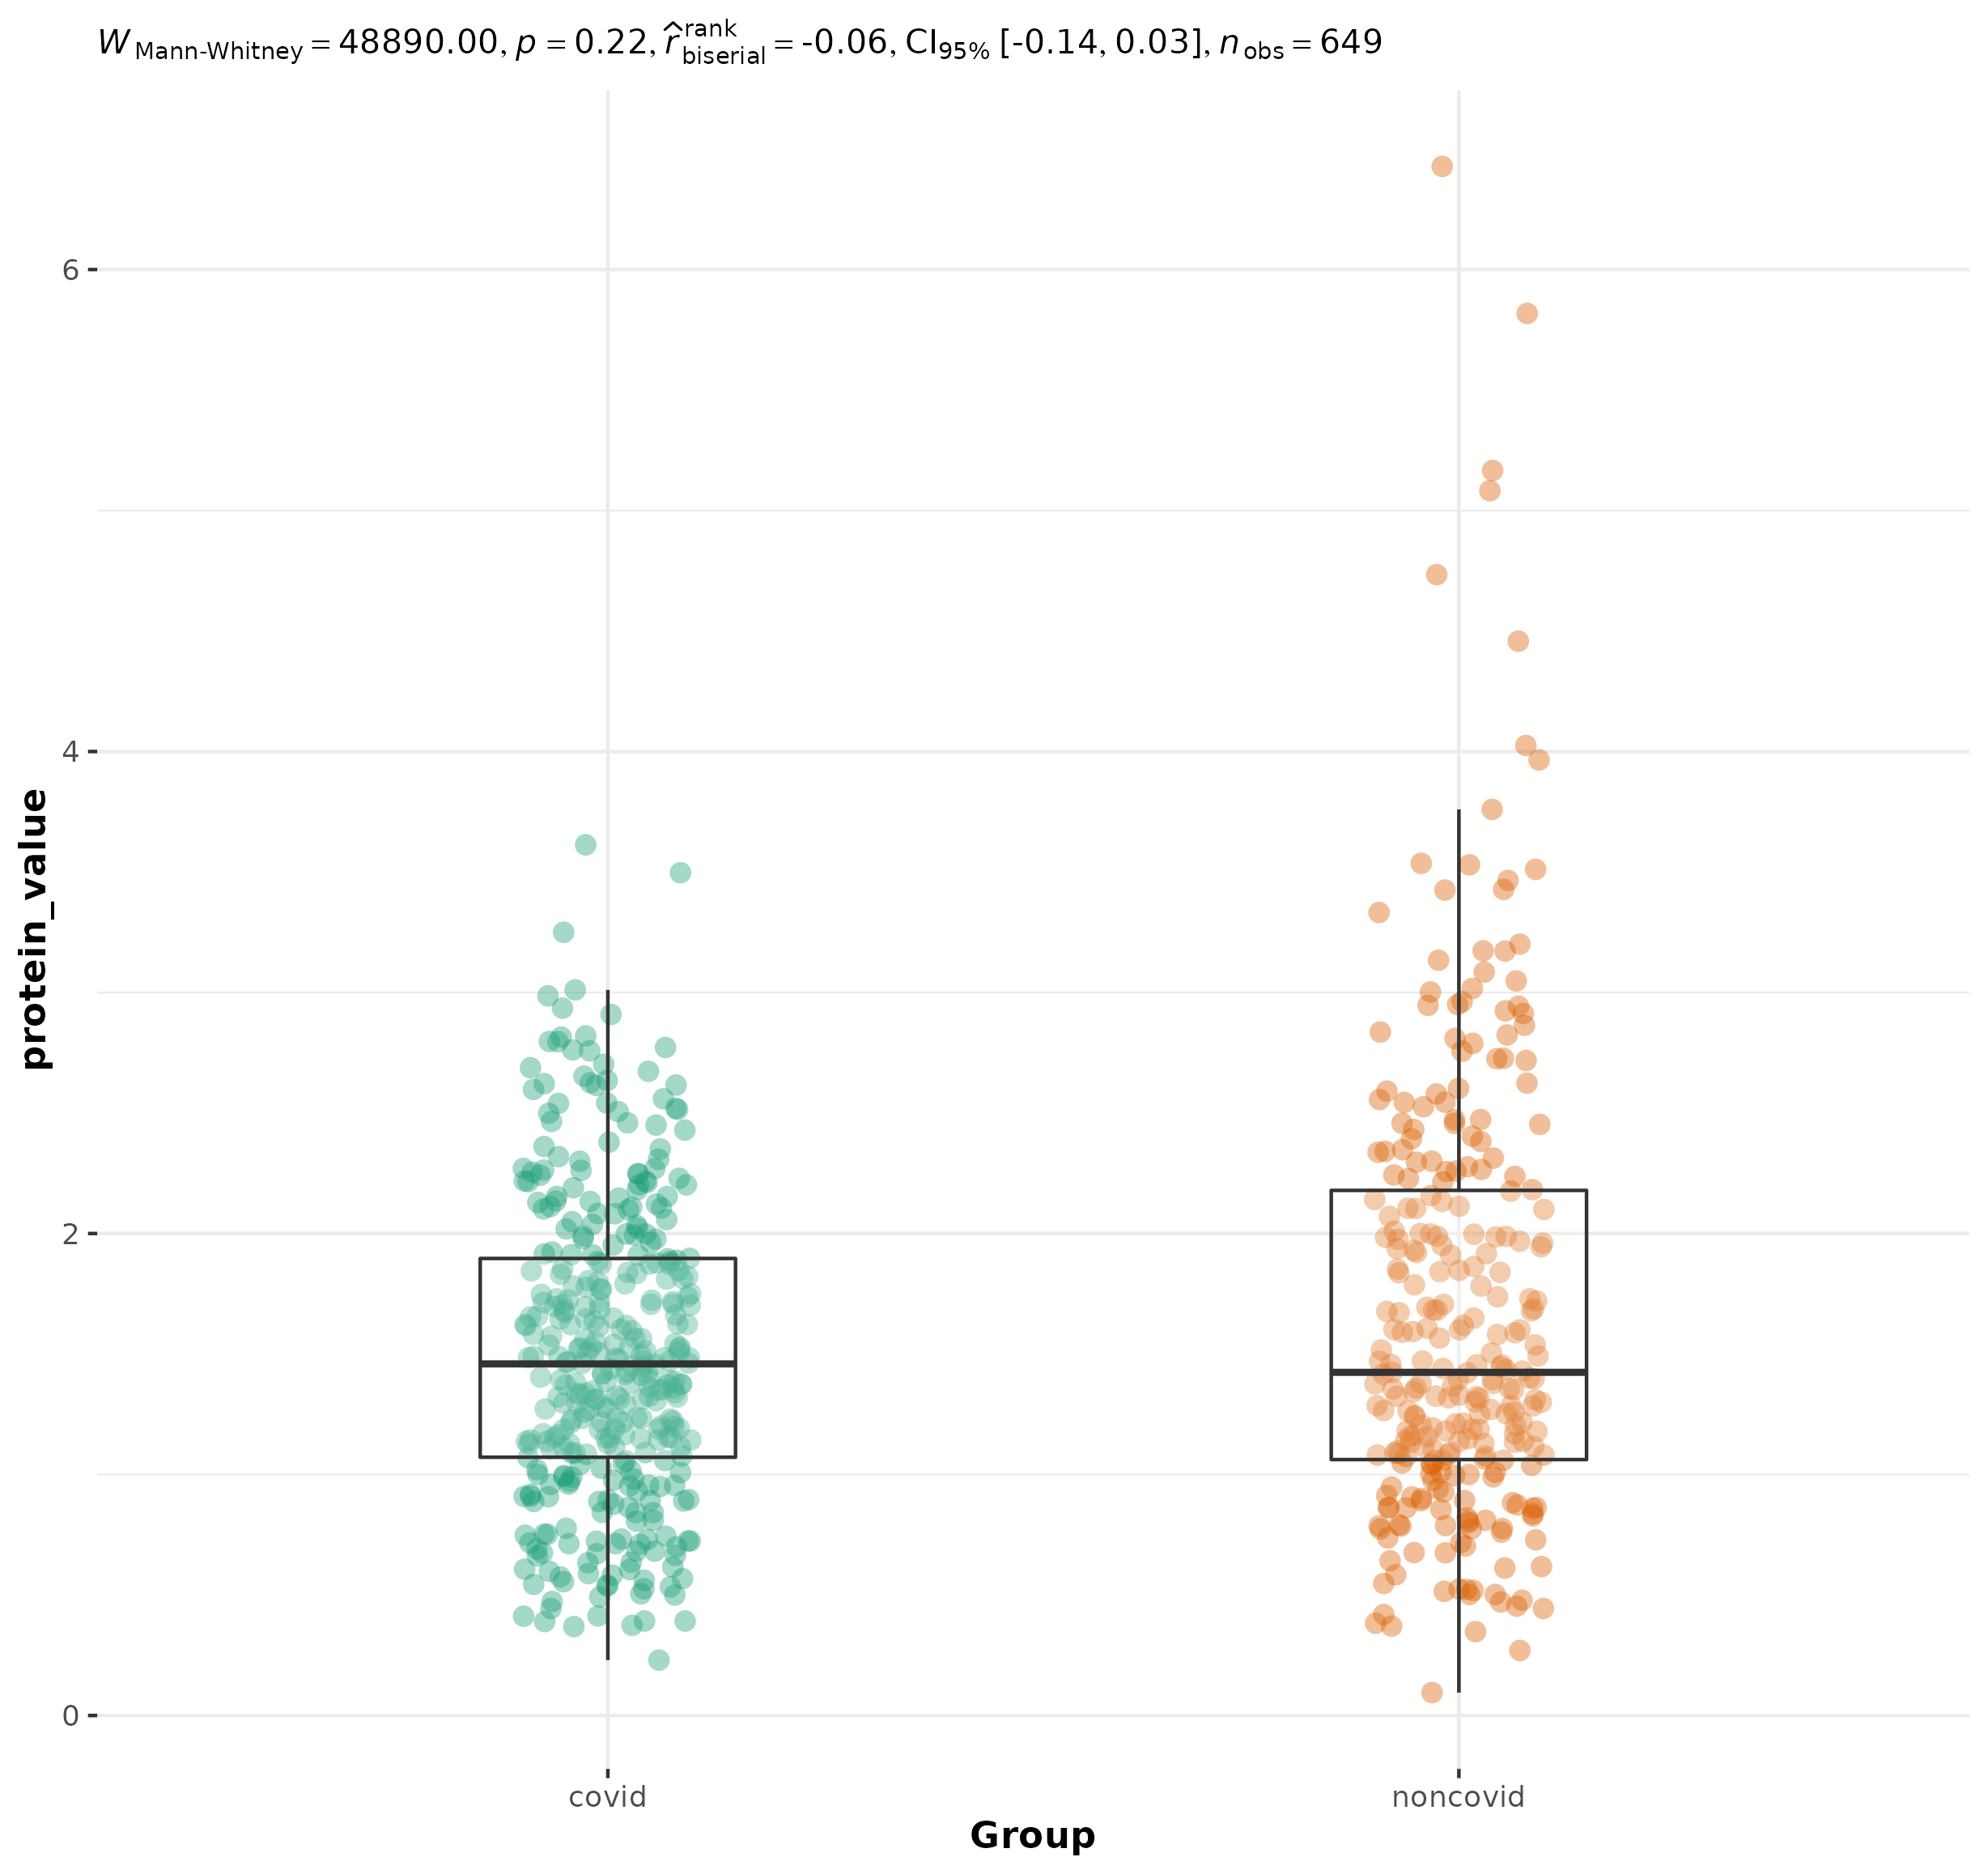 W Mann-Whitney = 48890.00, p = 0.22, r̂ rank biserial = -0.06, CI95% [-0.14, 0.03], n obs = 649
6
4
2
0
protein_value
covid noncovid
Group